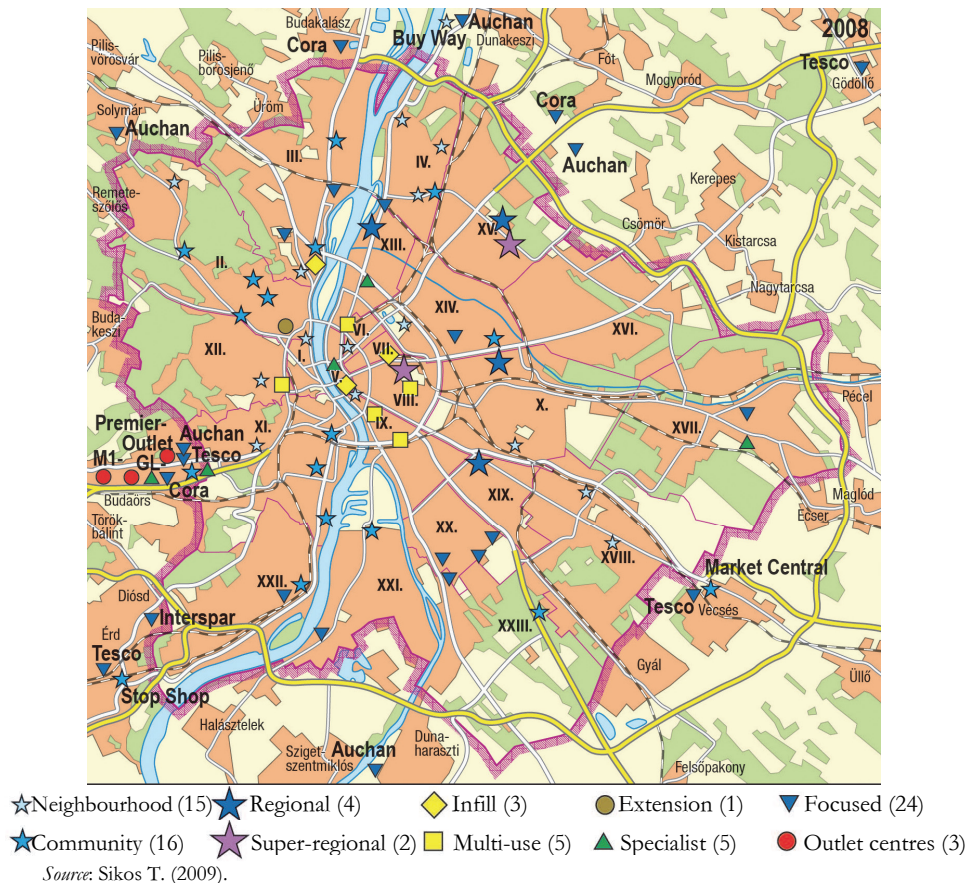 2008
Budakalász
Auchan
Buy Way
Dunakeszi
Cora
Pilis-
vörösvár
Pilis-
borosjenő
Fót
Mogyoród
Tesco
Gödöllő
Üröm
Solymár
Auchan
Cora
Auchan
III.
IV.
Kerepes
Remete-
szőlős
Csömör
Kistarcsa
Nagytarcsa
XV.
XIII.
II.
Buda-
keszi
XIV.
XVI.
VI.
VII.
XII.
I.
V.
VIII.
IX.
X.
Pécel
XVII.
XI.
Premier-
Outlet
Auchan
M1-
GL-
Tesco
Cora
Budaörs
Török-
bálint
XIX.
Maglód
Ecser
XX.
XVIII.
Market Central
XXII.
XXI.
Tesco
Vecsés
Diósd
Interspar
XXIII.
Érd
Tesco
Gyál
Üllő
Stop Shop
Halásztelek
Duna-
haraszti
Sziget-
szentmiklós
Auchan
Felsőpakony
Neighbourhood (15) Regional (4) Infill (3) Extension (1) Focused (24)
Community (16) Super-regional (2) Multi-use (5) Specialist (5) Outlet centres (3)
Source: Sikos T. (2009).